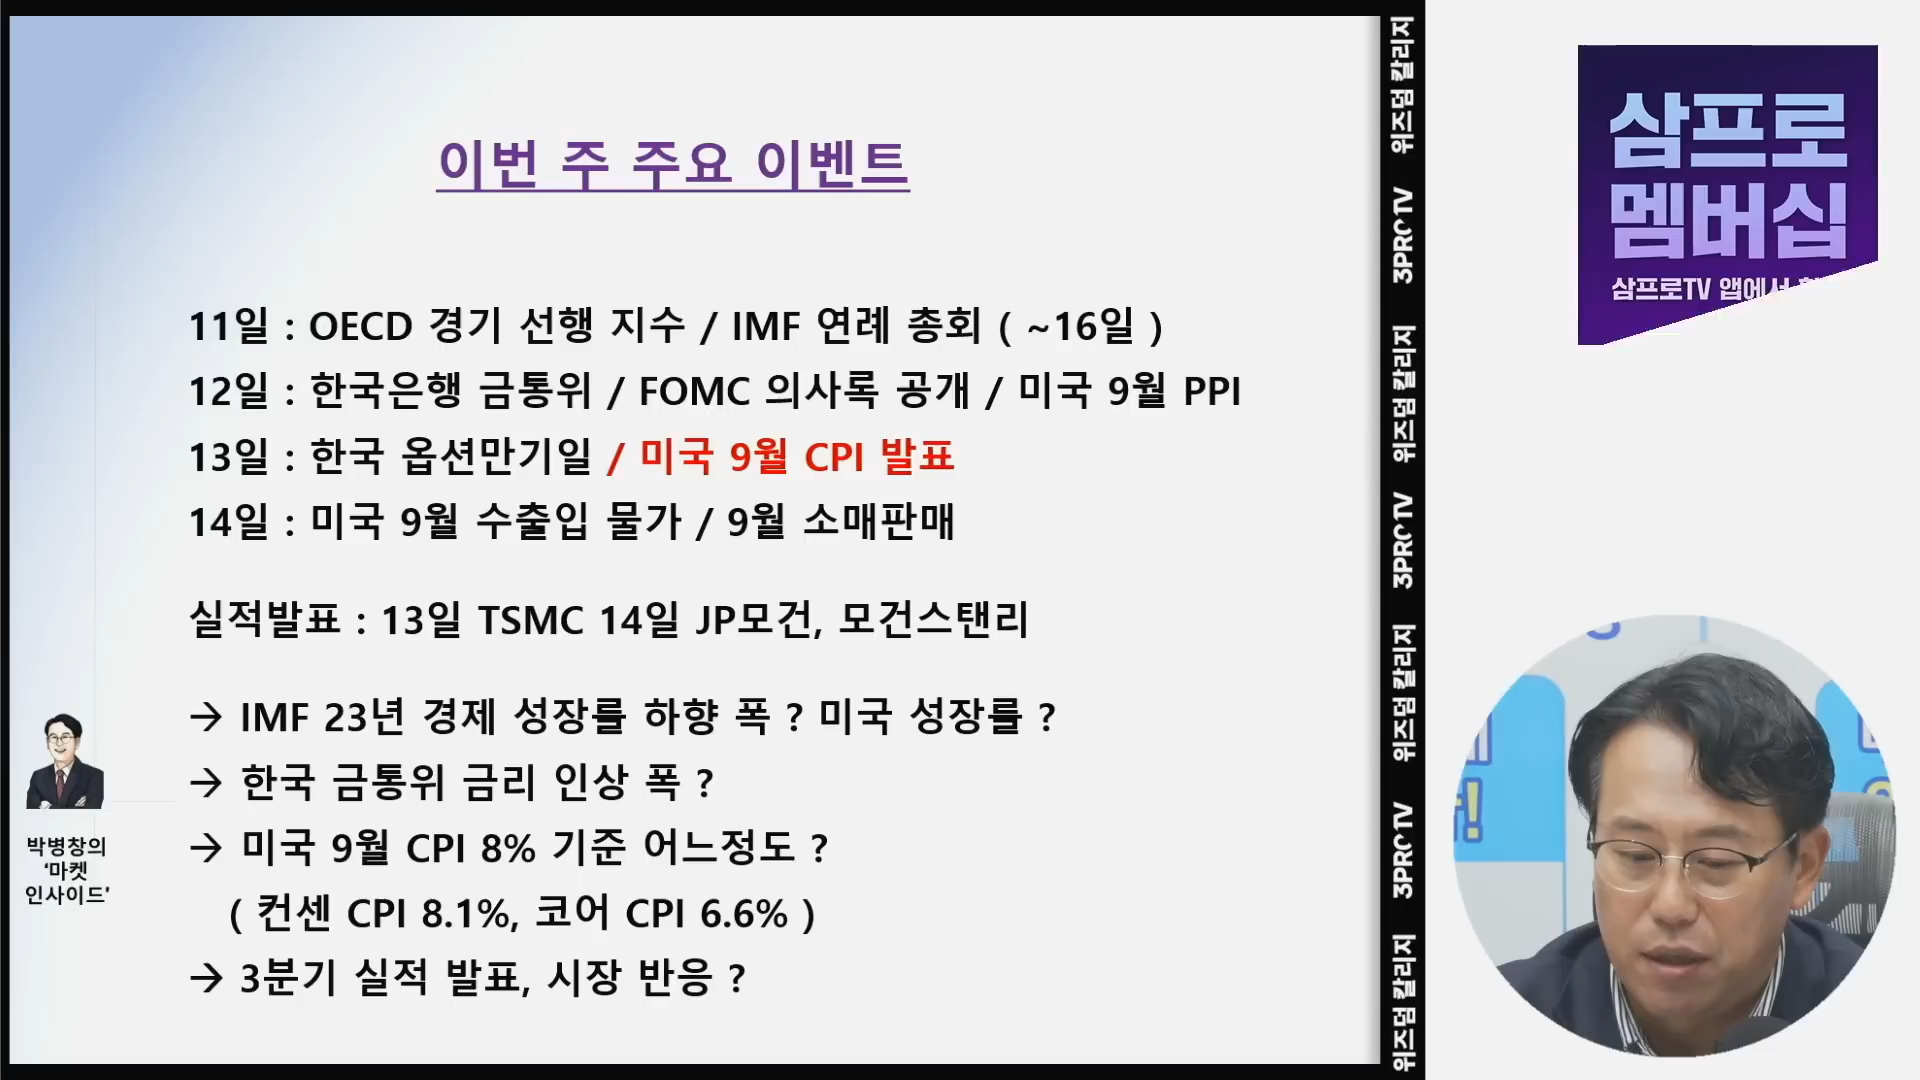 이번 주 주요 이벤트
11일 : OECD 경기 선행 지수 / IMF 연례 총회 ( ~16일 )
12일 : 한국은행 금통위 / FOMC 의사록 공개 / 미국 9월 PPI
13일 : 한국 옵션만기일 / 미국 9월 CPI 발표
14일 : 미국 9월 수출입 물가 / 9월 소매판매
실적발표 : 13일 TSMC 14일 JP모건, 모건스탠리
→ IMF 23년 경제 성장률 하향 폭 ? 미국 성장률 ?
→ 한국 금통위 금리 인상 폭 ?
→ 미국 9월 CPI 8% 기준 어느정도 ?
( 컨센 CPI 8.1%, 코어 CPI 6.6% )
→ 3분기 실적 발표, 시장 반응 ?
박병창의
‘마켓
인사이드’
위즈덤 칼리지 3PROTV 위즈덤 칼리지 3PROTV 위즈덤 칼리지 3PROTV 위즈덤 칼리지
삼프로
멤버십
삼프로TV 앱에서